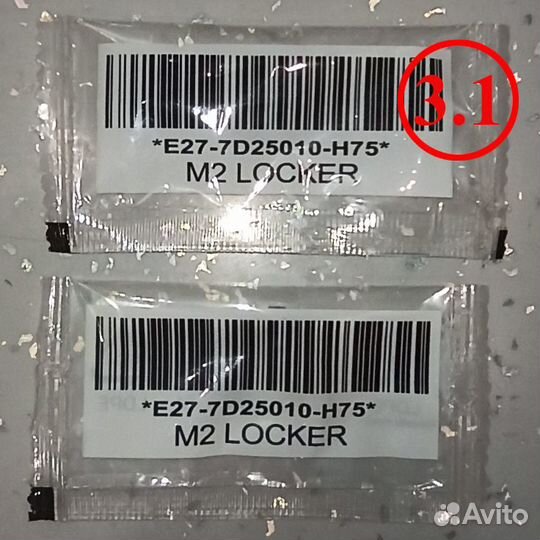 3.1
*E27-7D25010-H75*
M2 LOCKER
*E27-7D25010-H75*
M2 LOCKER
Avito